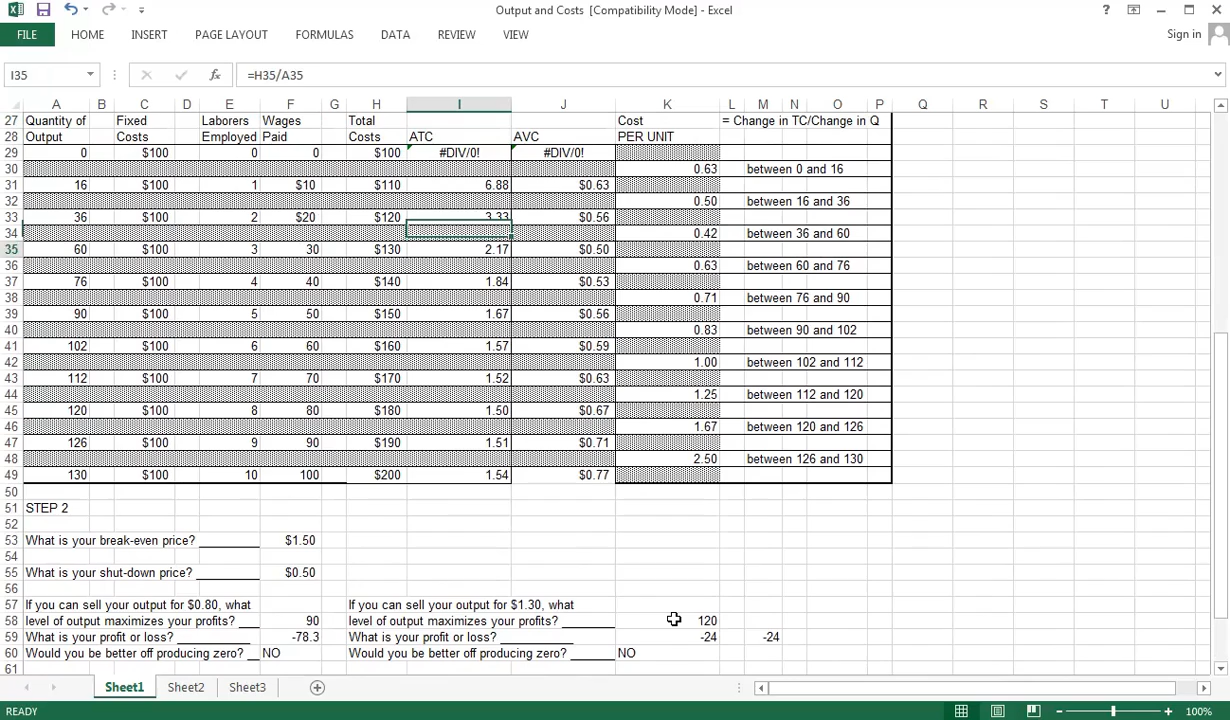 Output and Costs [Compatibility Mode] - Excel
? Sign in
FILE HOME INSERT PAGE LAYOUT FORMULAS DATA REVIEW VIEW
I35 fx =H35/A35
A B C D E F G H I J K L M N O P Q R S T U
27 Quantity of Fixed Laborers Wages Total Cost = Change in TC/Change in Q
28 Output Costs Employed Paid Costs ATC AVC PER UNIT
29 0 $100 0 0 $100 #DIV/0! #DIV/0!
30 0.63 between 0 and 16
31 16 $100 1 $10 $110 6.88 $0.63
32 0.50 between 16 and 36
33 36 $100 2 $20 $120 3.33 $0.56
34 0.42 between 36 and 60
35 60 $100 3 30 $130 2.17 $0.50
36 0.63 between 60 and 76
37 76 $100 4 40 $140 1.84 $0.53
38 0.71 between 76 and 90
39 90 $100 5 50 $150 1.67 $0.56
40 0.83 between 90 and 102
41 102 $100 6 60 $160 1.57 $0.59
42 1.00 between 102 and 112
43 112 $100 7 70 $170 1.52 $0.63
44 1.25 between 112 and 120
45 120 $100 8 80 $180 1.50 $0.67
46 1.67 between 120 and 126
47 126 $100 9 90 $190 1.51 $0.71
48 2.50 between 126 and 130
49 130 $100 10 100 $200 1.54 $0.77
50
51 STEP 2
52
53 What is your break-even price? ________ $1.50
54
55 What is your shut-down price? ________ $0.50
56
57 If you can sell your output for $0.80, what If you can sell your output for $1.30, what
58 level of output maximizes your profits? ___ 90 level of output maximizes your profits? _______ 120
59 What is your profit or loss? __________ -78.3 What is your profit or loss? __________ -24 -24
60 Would you be better off producing zero? __ NO Would you be better off producing zero? ______ NO
61
Sheet1 Sheet2 Sheet3
READY 100%